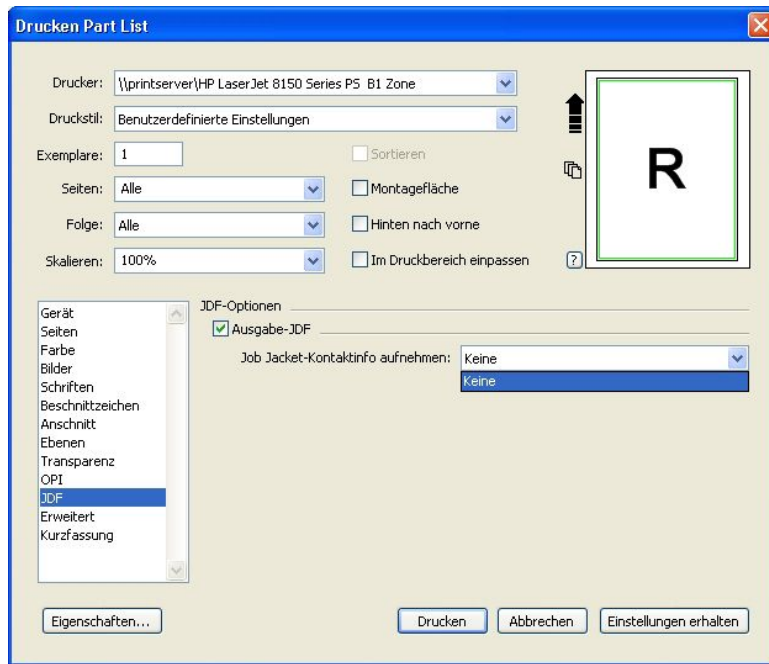 Drucken Part List
Drucker: \\printserver\HP LaserJet 8150 Series PS B1 Zone
Druckstil: Benutzerdefinierte Einstellungen
Exemplare: 1 Sortieren
Seiten: Alle Montagefläche
Folge: Alle Hinten nach vorne
Skalieren: 100% Im Druckbereich einpassen ?
R
Gerät
Seiten
Farbe
Bilder
Schriften
Beschnittzeichen
Anschnitt
Ebenen
Transparenz
OPI
JDF
Erweitert
Kurzfassung
JDF-Optionen
Ausgabe-JDF
Job Jacket-Kontaktinfo aufnehmen: Keine
Keine
Eigenschaften... Drucken Abbrechen Einstellungen erhalten